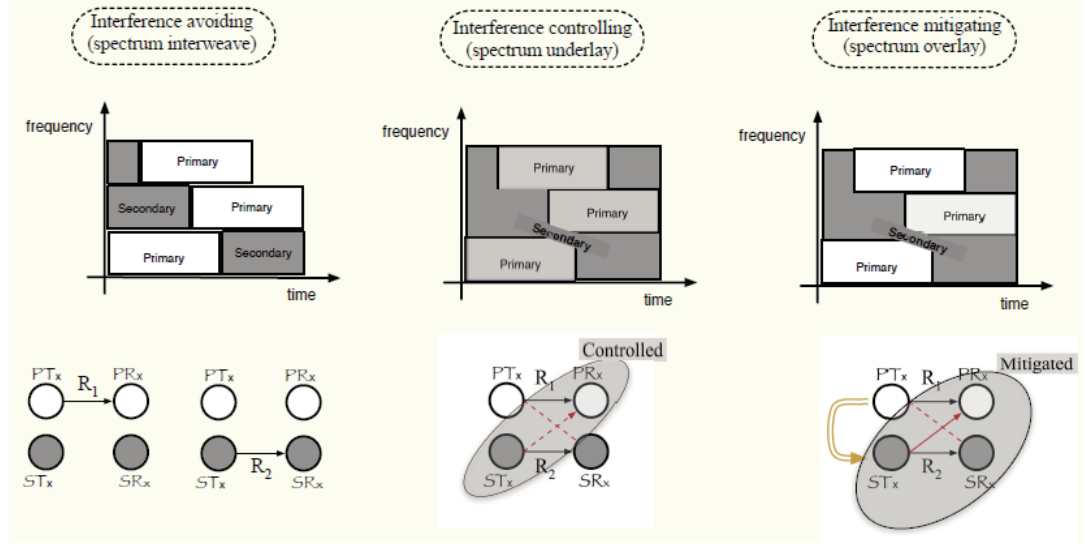 Interference avoiding
(spectrum interweave)
Interference controlling
(spectrum underlay)
Interference mitigating
(spectrum overlay)
frequency
Primary
Secondary
Primary
Primary
Secondary
time
frequency
Primary
Primary
Secondary
Primary
time
frequency
Primary
Primary
Secondary
Primary
time
PTx
R1
PRx
STx
SRx
PTx
PRx
STx
R2
SRx
Controlled
PTx
R1
PRx
STx
R2
SRx
Mitigated
PTx
R1
PRx
STx
R2
SRx